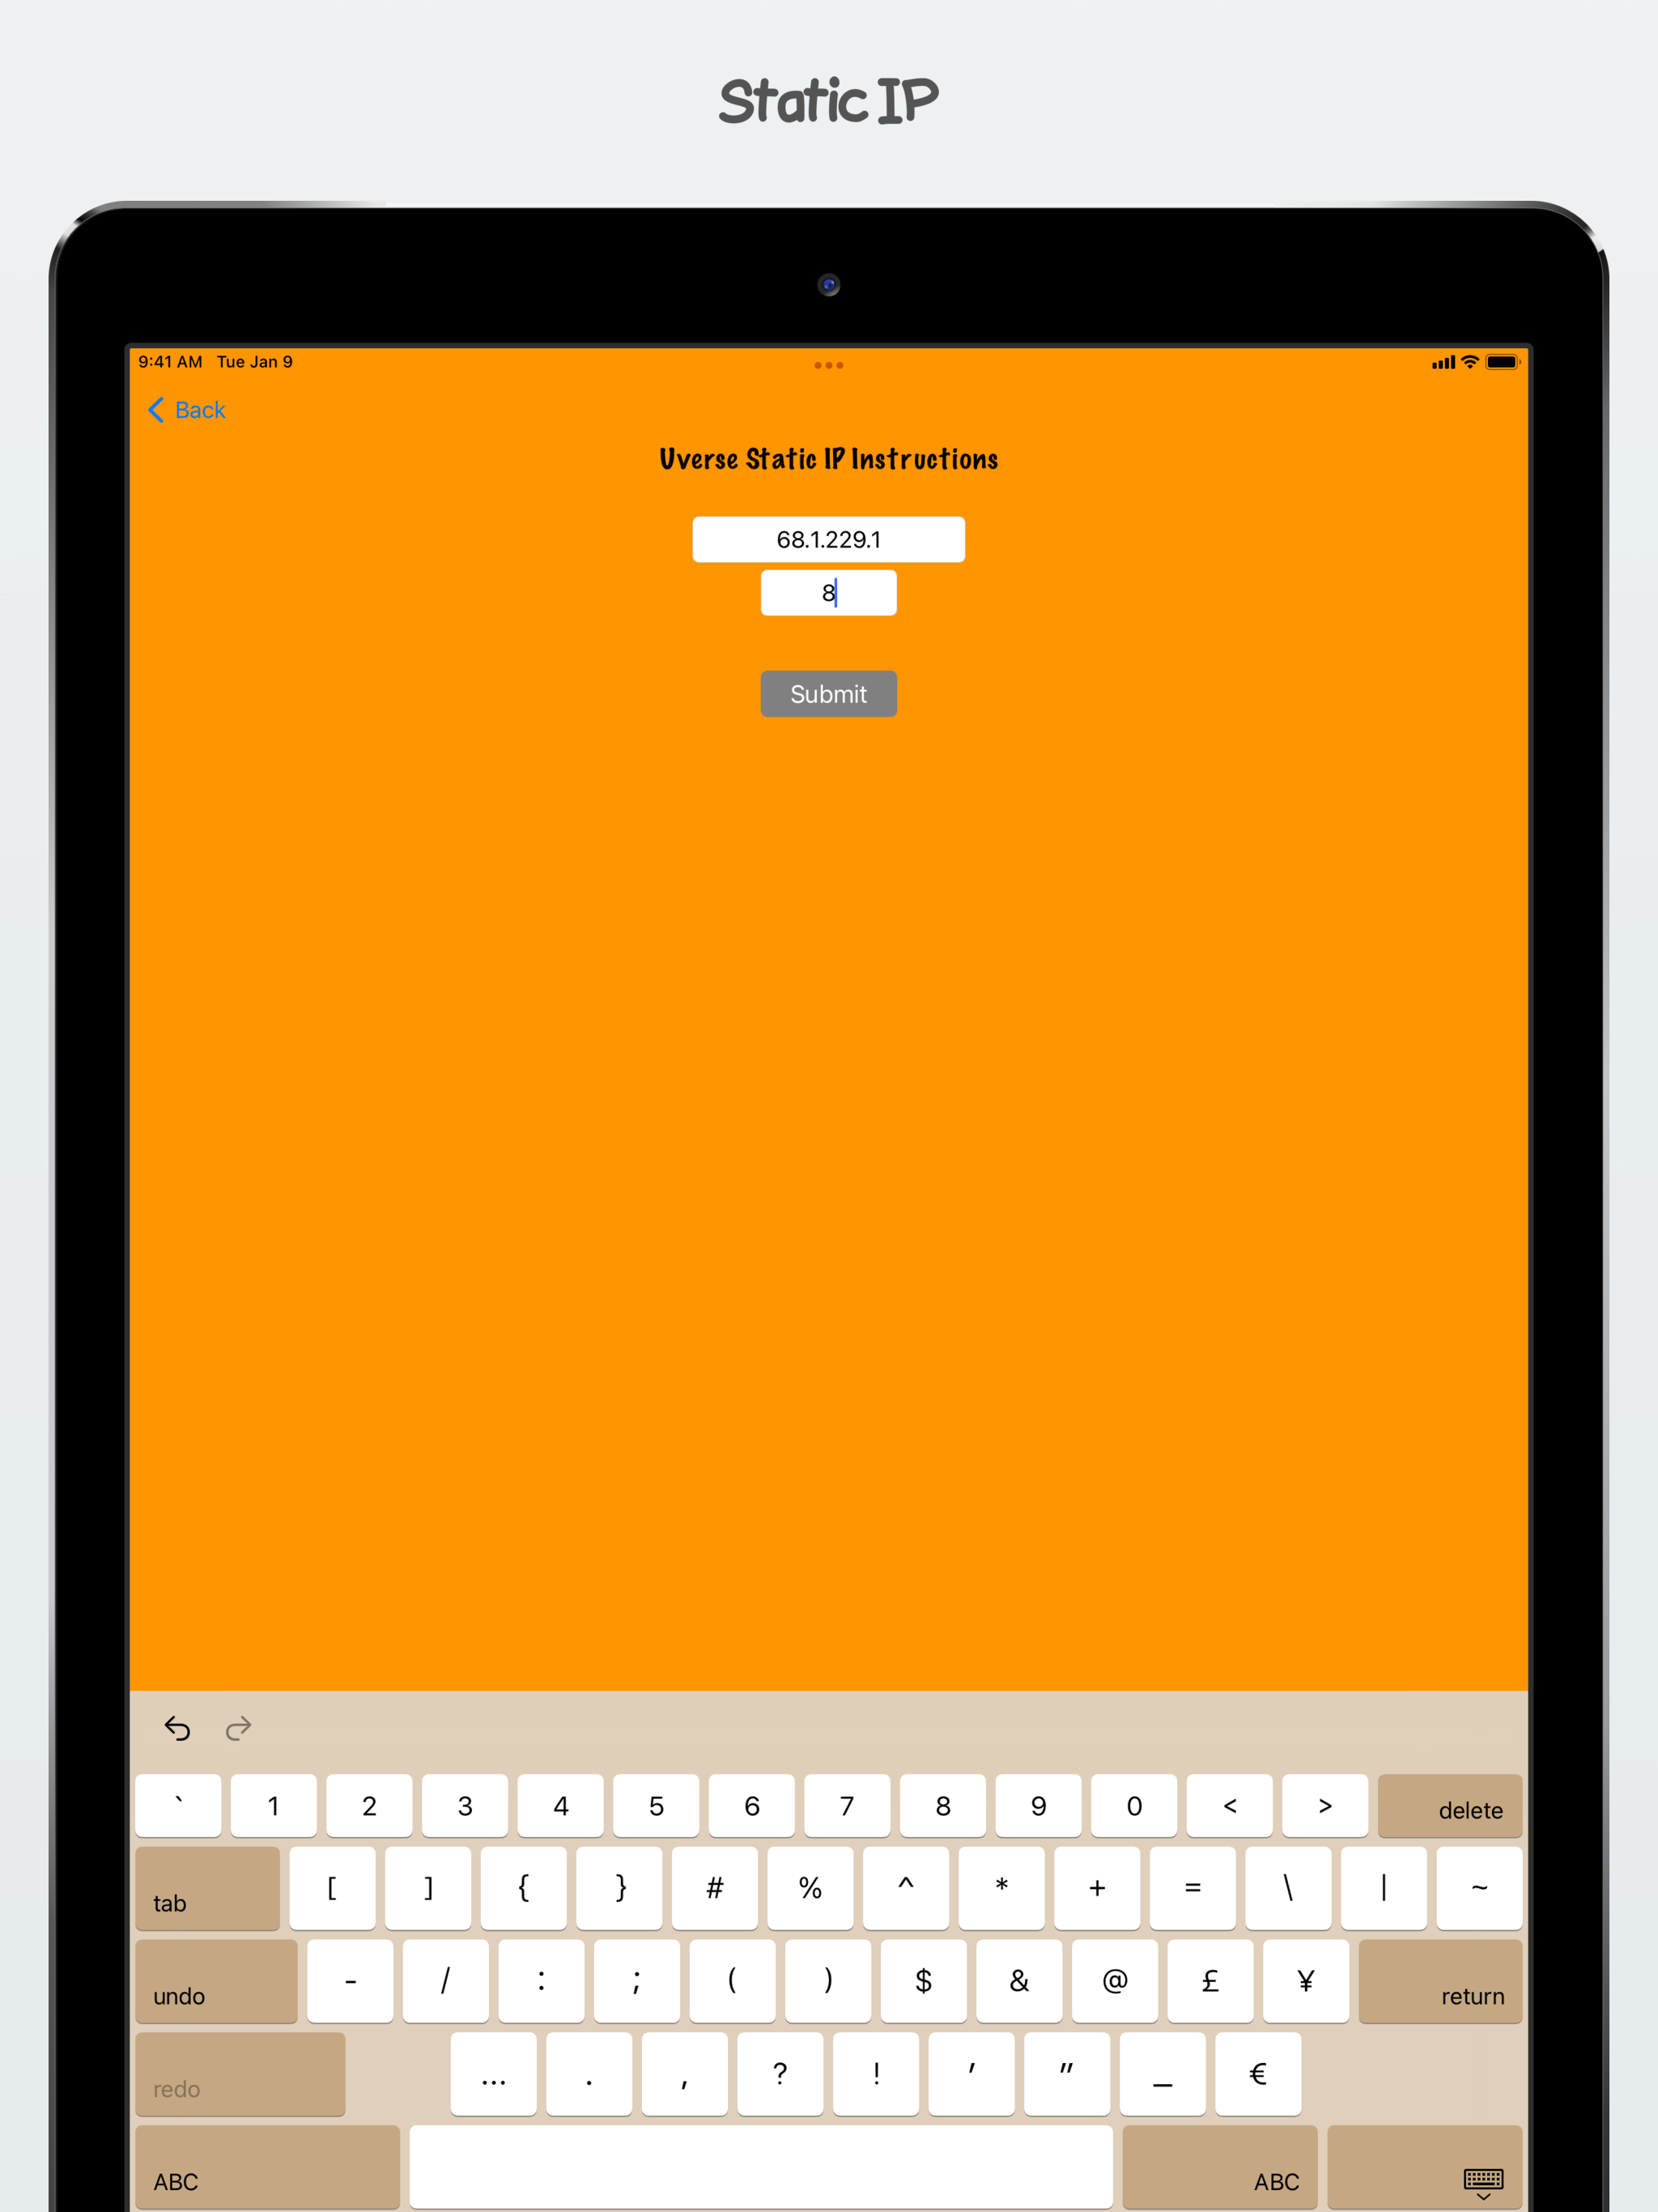 Static IP
9:41 AM Tue Jan 9
Back
Uverse Static IP Instructions
68.1.229.1
8
Submit
` 1 2 3 4 5 6 7 8 9 0 < > delete
tab [ ] { } # % ^ * + = \ | ~
undo - / : ; ( ) $ & @ £ ¥ return
redo … . , ? ! ′ ″ _ €
ABC ABC